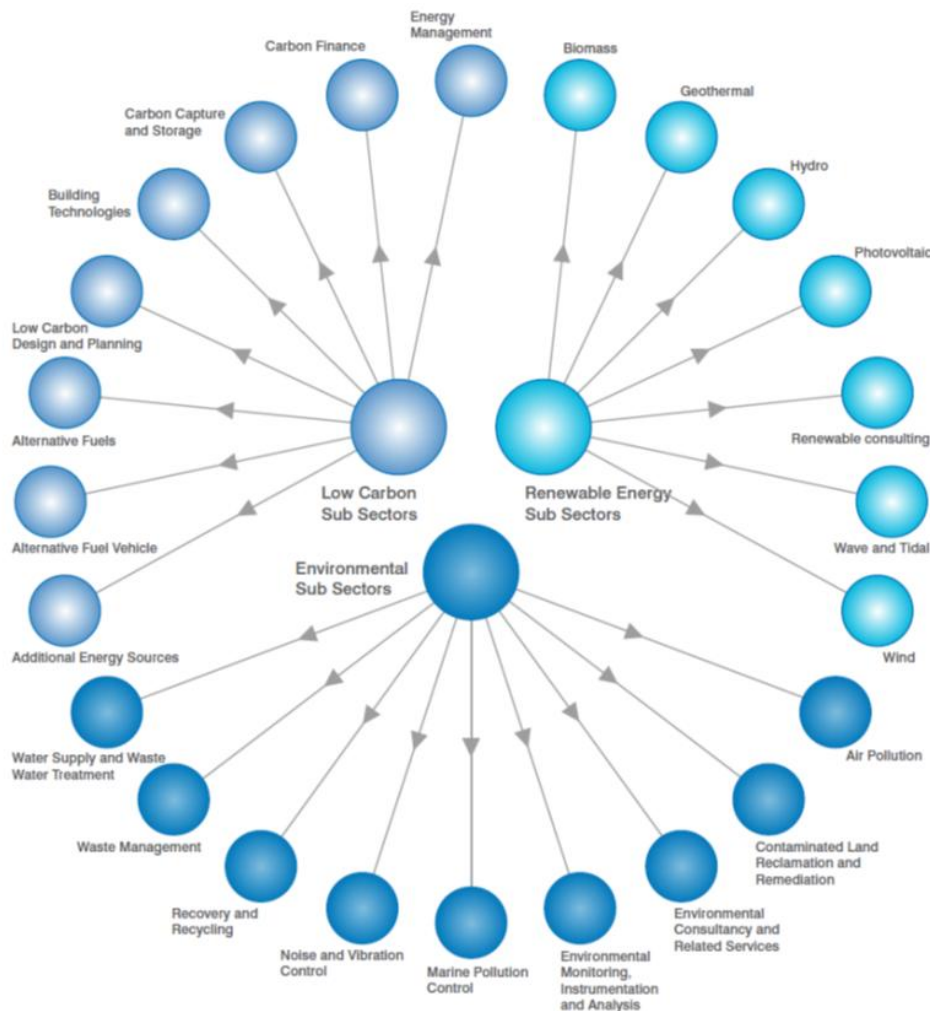 Energy
Management
Carbon Finance
Biomass
Geothermal
Carbon Capture
and Storage
Hydro
Building
Technologies
Photovoltaic
Low Carbon
Design and Planning
Alternative Fuels
Renewable consulting
Low Carbon
Sub Sectors
Renewable Energy
Sub Sectors
Alternative Fuel Vehicle
Wave and Tidal
Environmental
Sub Sectors
Additional Energy Sources
Wind
Water Supply and Waste
Water Treatment
Air Pollution
Waste Management
Contaminated Land
Reclamation and
Remediation
Recovery and
Recycling
Environmental
Consultancy and
Related Services
Noise and Vibration
Control
Marine Pollution
Control
Environmental
Monitoring,
Instrumentation
and Analysis